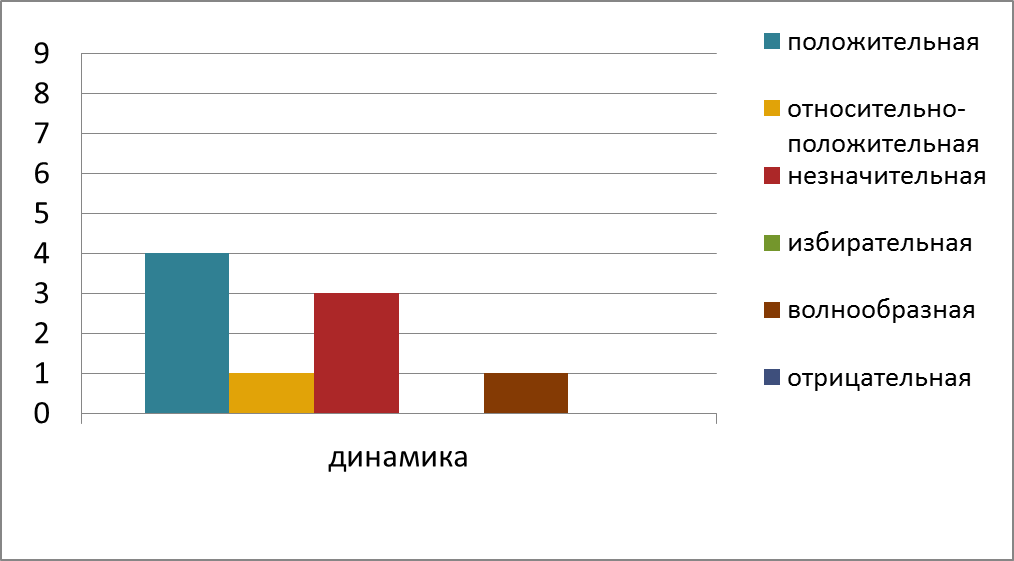 9
8
7
6
5
4
3
2
1
0
динамика
положительная
относительно-
положительная
незначительная
избирательная
волнообразная
отрицательная